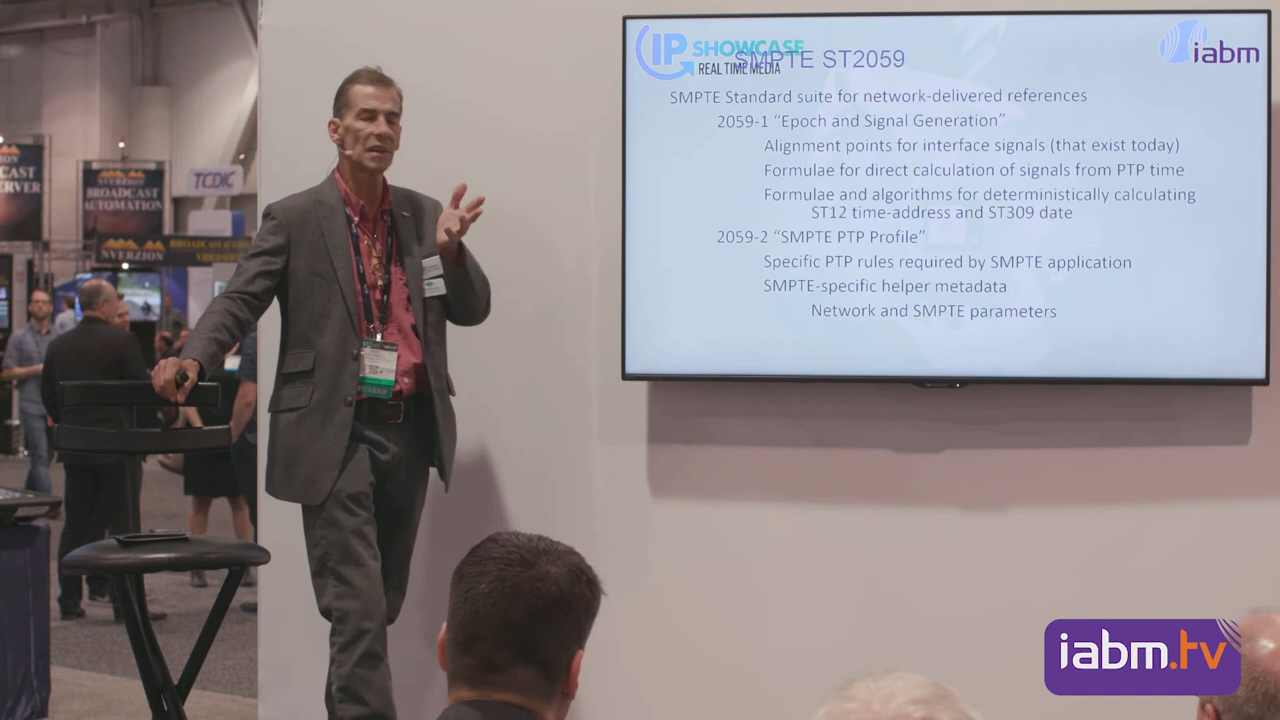 IP SHOWCASE
REAL TIME MEDIA
SMPTE ST2059
iabm
SMPTE Standard suite for network-delivered references
2059-1 “Epoch and Signal Generation”
Alignment points for interface signals (that exist today)
Formulae for direct calculation of signals from PTP time
Formulae and algorithms for deterministically calculating
ST12 time-address and ST309 date
2059-2 “SMPTE PTP Profile”
Specific PTP rules required by SMPTE application
SMPTE-specific helper metadata
Network and SMPTE parameters
NVERZION
BROADCAST
AUTOMATION
NVERZION
TCDIC
iabm.tv